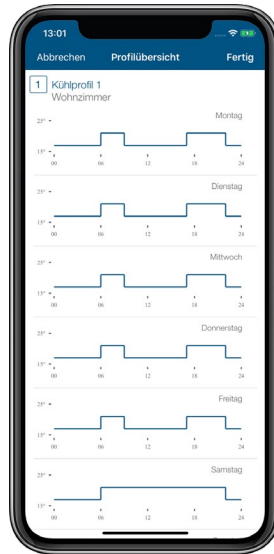 13:01
Abbrechen Profilübersicht Fertig
1 Kühlprofil 1
Wohnzimmer
Montag
25°
15°
00 06 12 18 24
Dienstag
25°
15°
00 06 12 18 24
Mittwoch
25°
15°
00 06 12 18 24
Donnerstag
25°
15°
00 06 12 18 24
Freitag
25°
15°
00 06 12 18 24
Samstag
25°
15°
00 06 12 18 24